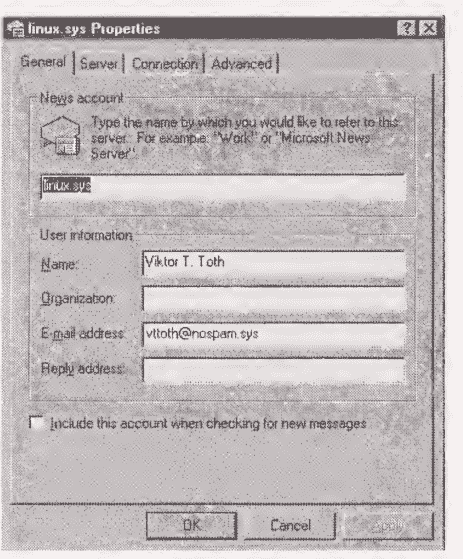 linux.sys Properties
General Server Connection Advanced
News account
Type the name by which you would like to refer to this
server. For example: "Work" or "Microsoft News
Server".
linux.sys
User information
Name: Viktor T. Toth
Organization:
E-mail address: vttoth@nospam.sys
Reply address:
Include this account when checking for new messages
OK Cancel Apply